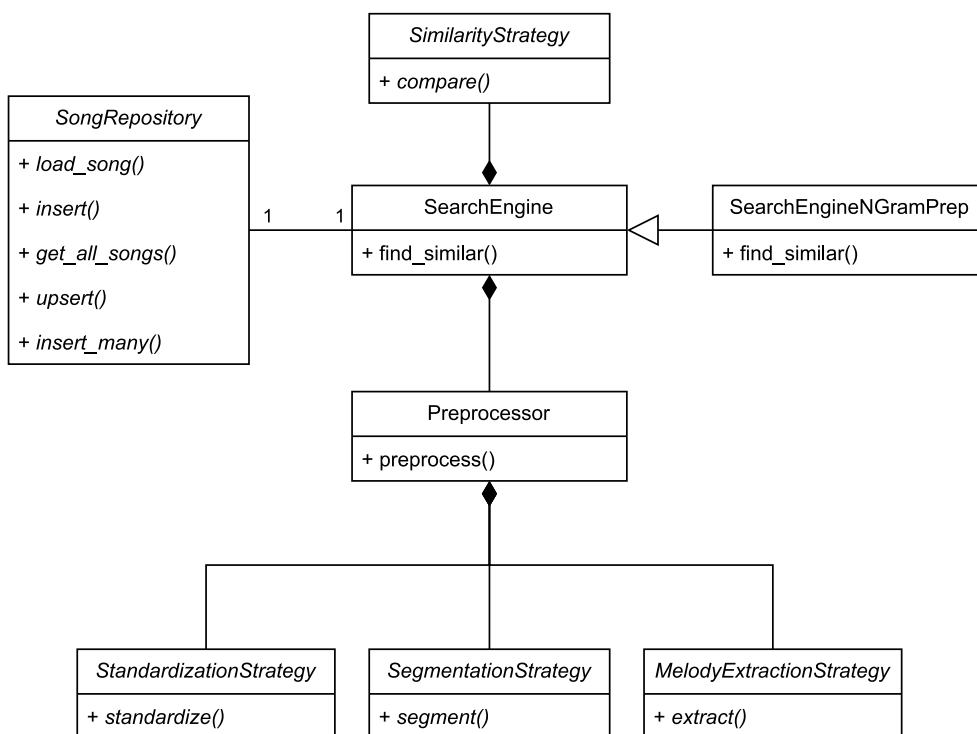 SimilarityStrategy
+ compare()
SongRepository
+ load_song()
+ insert()
+ get_all_songs()
+ upsert()
+ insert_many()
1
1
SearchEngine
+ find_similar()
SearchEngineNGramPrep
+ find_similar()
Preprocessor
+ preprocess()
StandardizationStrategy
+ standardize()
SegmentationStrategy
+ segment()
MelodyExtractionStrategy
+ extract()